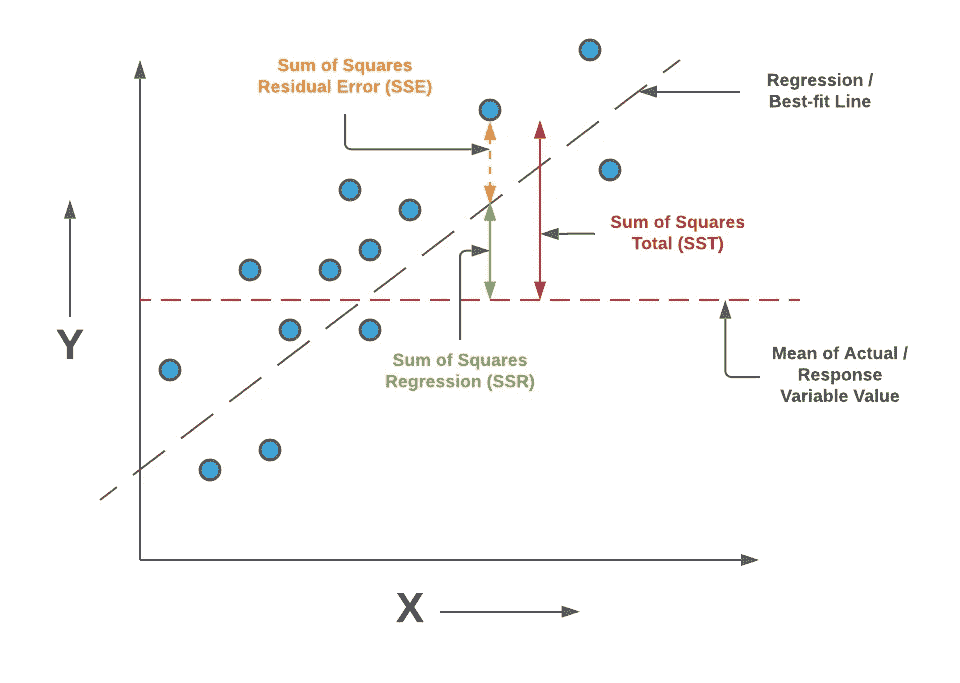 Sum of Squares
Residual Error (SSE)
Regression /
Best-fit Line
Sum of Squares
Total (SST)
Y
Sum of Squares
Regression (SSR)
Mean of Actual /
Response
Variable Value
X